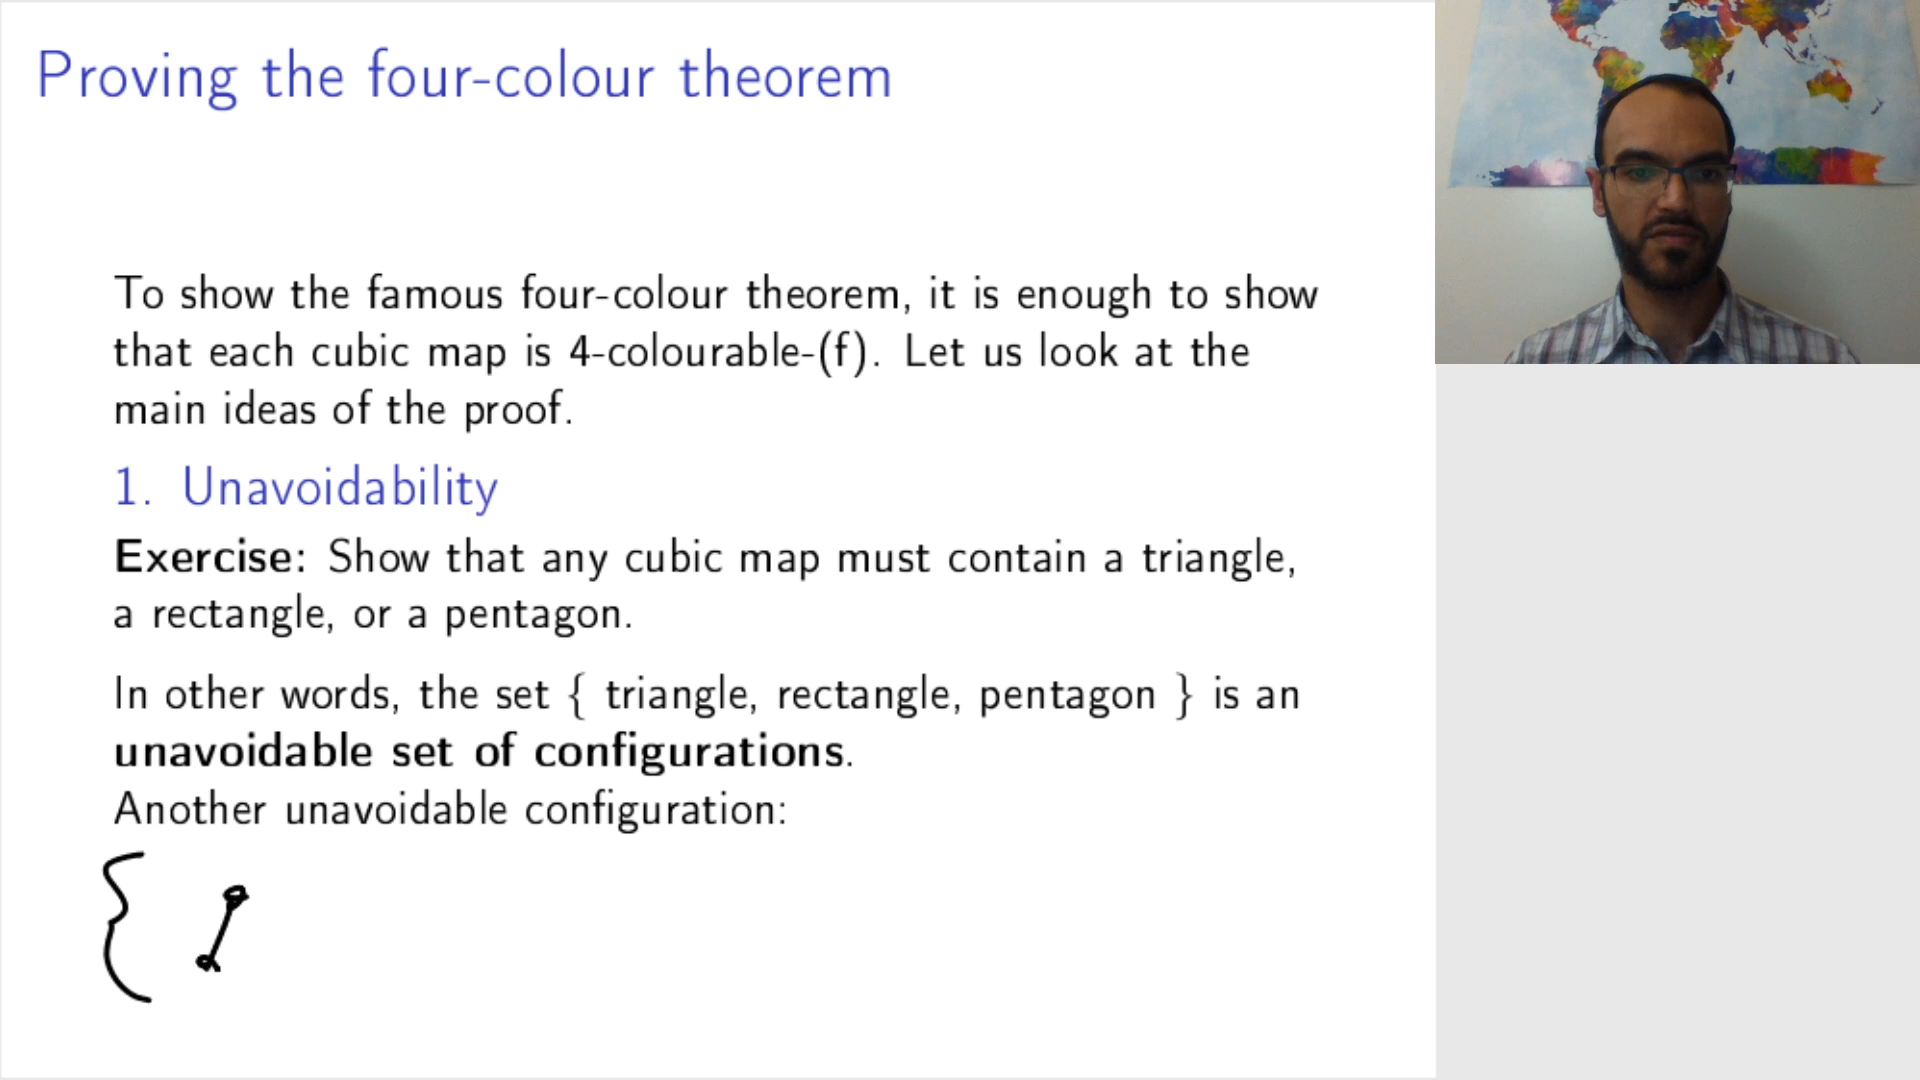 Proving the four-colour theorem
To show the famous four-colour theorem, it is enough to show
that each cubic map is 4-colourable-(f). Let us look at the
main ideas of the proof.
1. Unavoidability
Exercise: Show that any cubic map must contain a triangle,
a rectangle, or a pentagon.
In other words, the set { triangle, rectangle, pentagon } is an
unavoidable set of configurations.
Another unavoidable configuration:
{